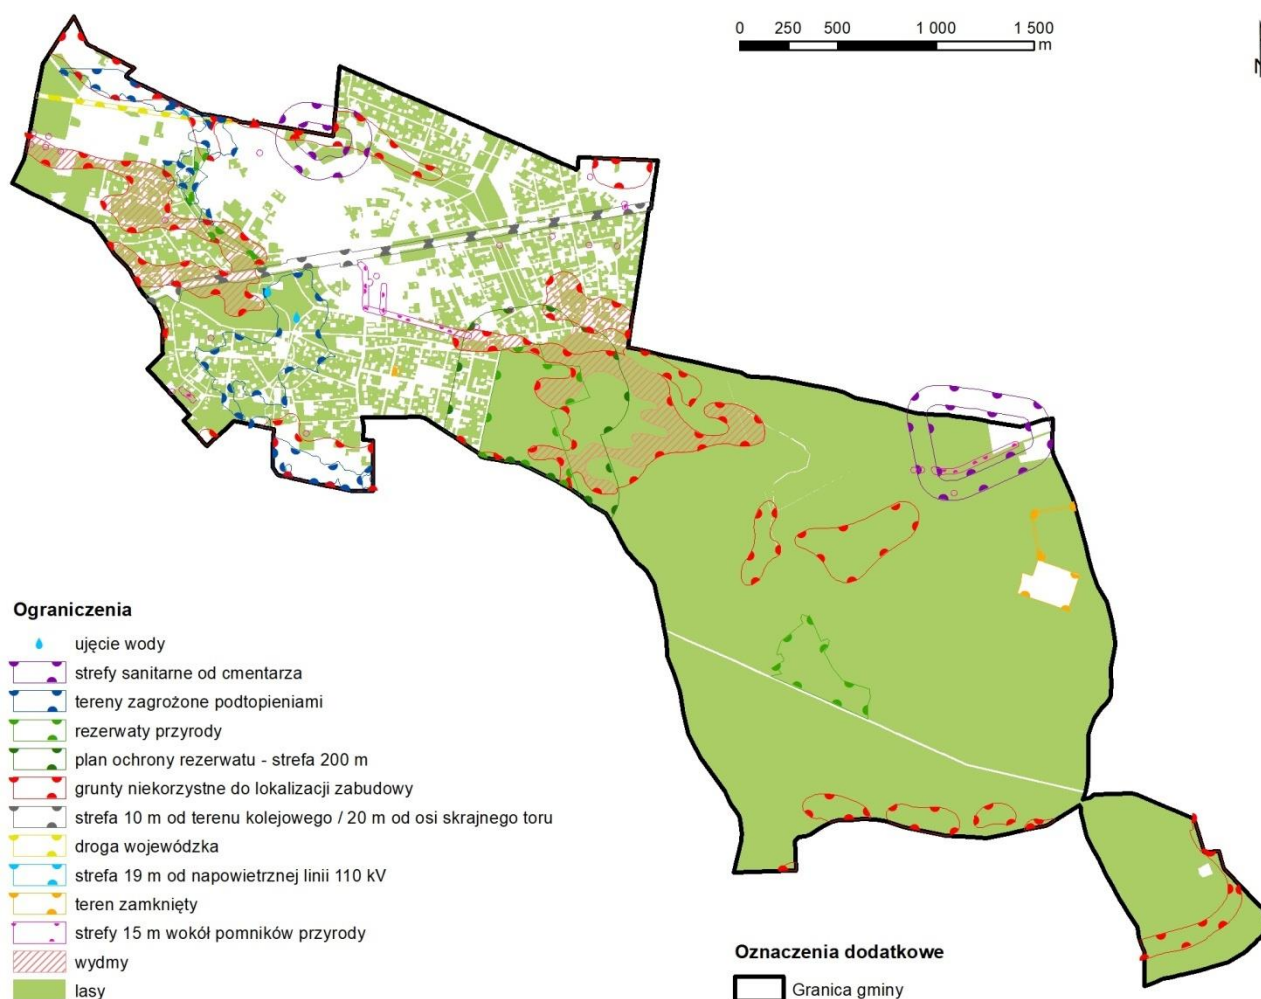 0 250 500 1 000 1 500
m
N
Ograniczenia
ujęcie wody
strefy sanitarne od cmentarza
tereny zagrożone podtopieniami
rezerwaty przyrody
plan ochrony rezerwatu - strefa 200 m
grunty niekorzystne do lokalizacji zabudowy
strefa 10 m od terenu kolejowego / 20 m od osi skrajnego toru
droga wojewódzka
strefa 19 m od napowietrznej linii 110 kV
teren zamknięty
strefy 15 m wokół pomników przyrody
wydmy
lasy
Oznaczenia dodatkowe
Granica gminy